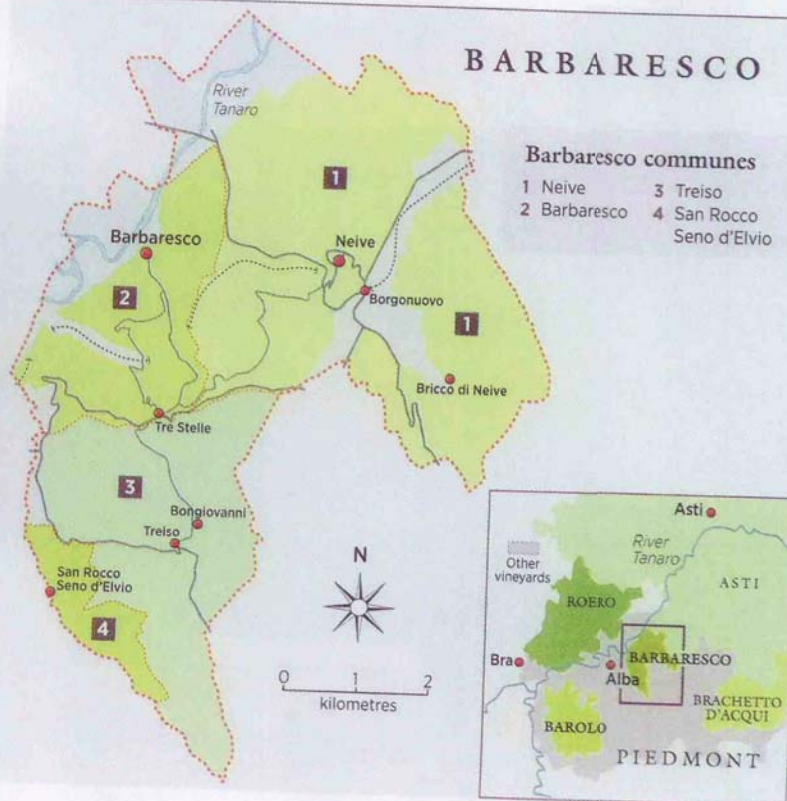 BARBARESCO
Barbaresco communes
1 Neive
2 Barbaresco
3 Treiso
4 San Rocco
Seno d'Elvio
River
Tanaro
1
Barbaresco
Neive
2
Borgonuovo
1
Bricco di Neive
Tre Stelle
3
Bongiovanni
Treiso
San Rocco
Seno d'Elvio
4
N
0 1 2
kilometres
Asti
River
Tanaro
Other
vineyards
ASTI
ROERO
BARBARESCO
Bra
Alba
BRACHETTO
D'ACQUI
BAROLO
PIEDMONT